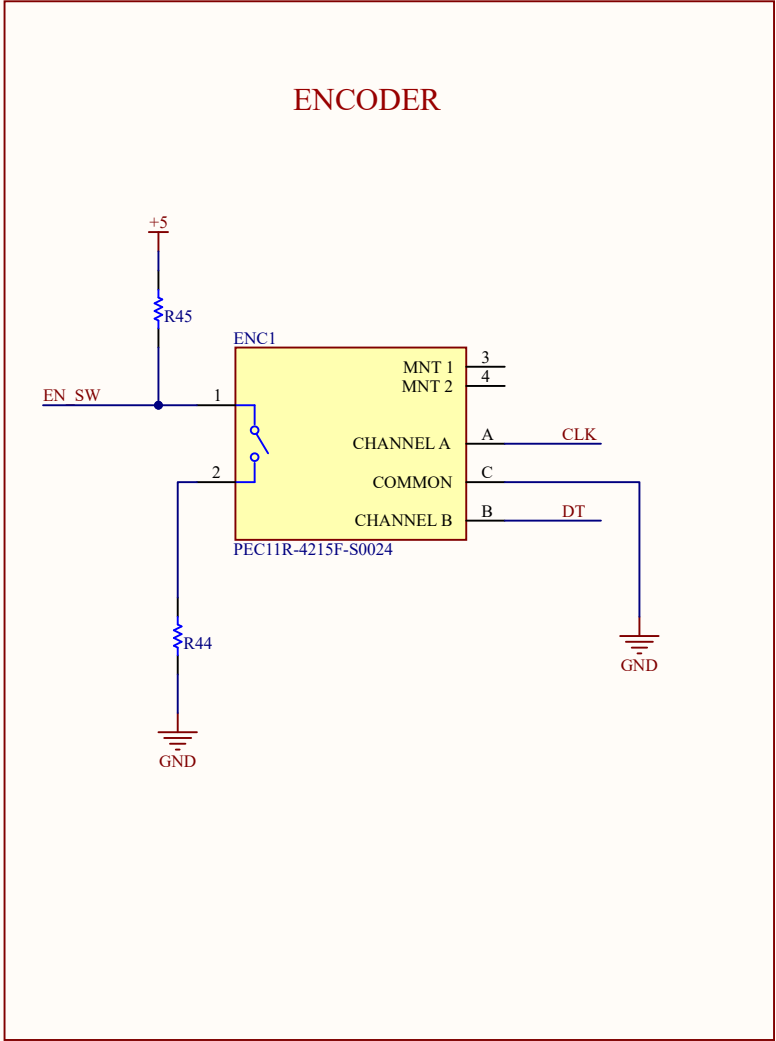 ENCODER
+5
R45
ENC1
MNT 1
3
MNT 2
4
EN_SW
1
CHANNEL A
A
CLK
2
COMMON
C
CHANNEL B
B
DT
PEC11R-4215F-S0024
R44
GND
GND